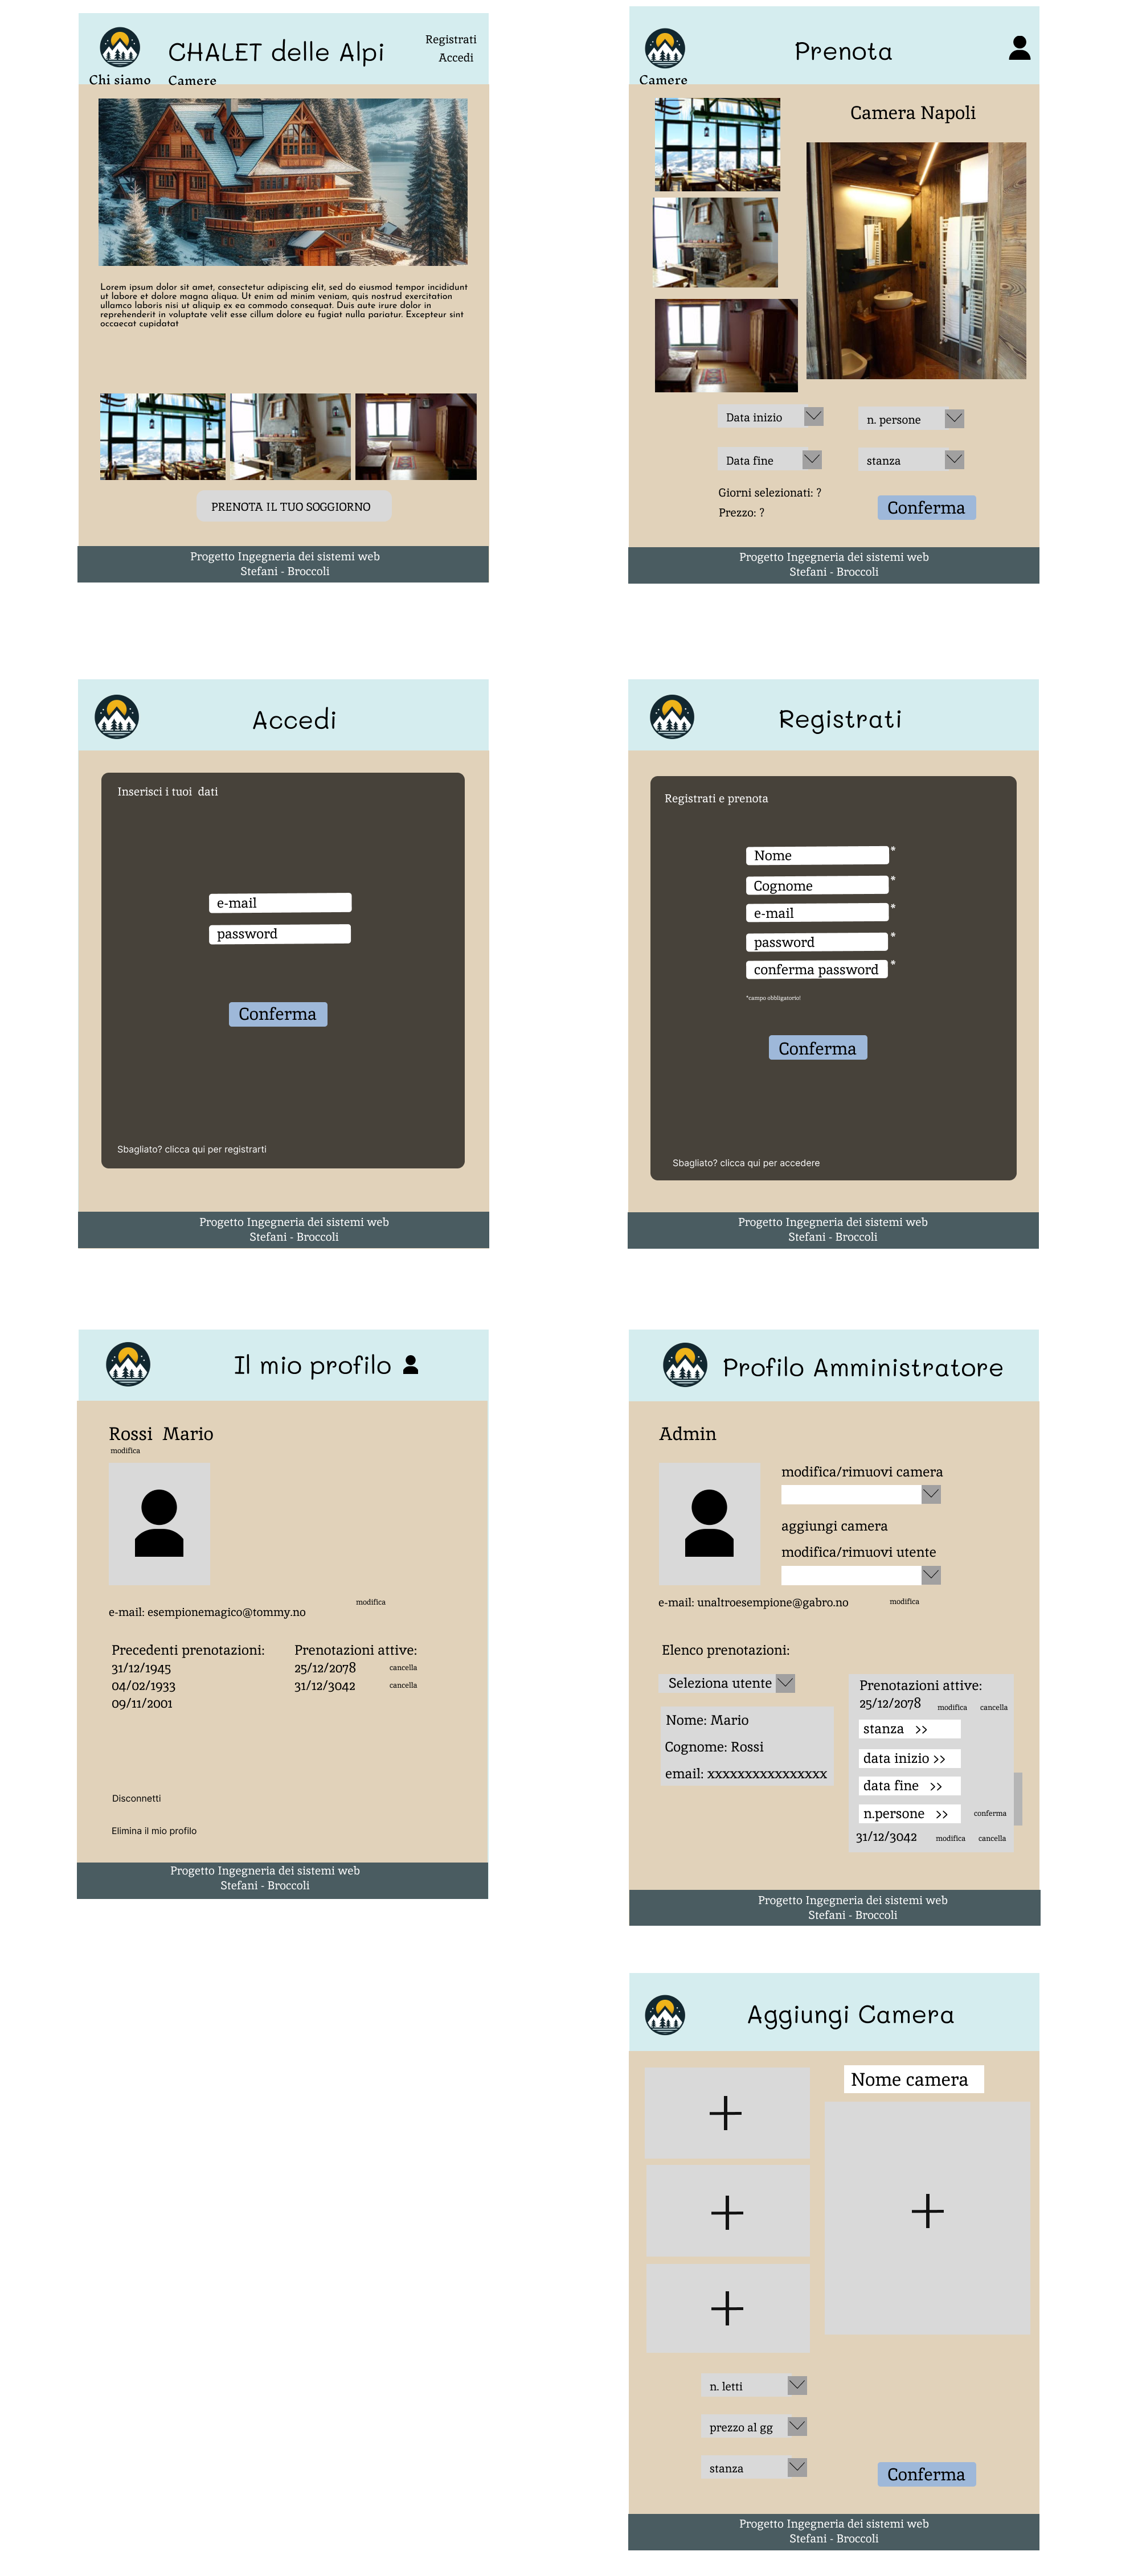 CHALET delle Alpi
Registrati
Accedi
Chi siamo
Camere
Lorem ipsum dolor sit amet, consectetur adipiscing elit, sed do eiusmod tempor incididunt
ut labore et dolore magna aliqua. Ut enim ad minim veniam, quis nostrud exercitation
ullamco laboris nisi ut aliquip ex ea commodo consequat. Duis aute irure dolor in
reprehenderit in voluptate velit esse cillum dolore eu fugiat nulla pariatur. Excepteur sint
occaecat cupidatat
PRENOTA IL TUO SOGGIORNO
Progetto Ingegneria dei sistemi web
Stefani - Broccoli
Prenota
Camere
Camera Napoli
Data inizio
n. persone
Data fine
stanza
Giorni selezionati: ?
Prezzo: ?
Conferma
Progetto Ingegneria dei sistemi web
Stefani - Broccoli
Accedi
Inserisci i tuoi  dati
e-mail
password
Conferma
Sbagliato? clicca qui per registrarti
Progetto Ingegneria dei sistemi web
Stefani - Broccoli
Registrati
Registrati e prenota
Nome *
Cognome *
e-mail *
password *
conferma password *
*campo obbligatorio!
Conferma
Sbagliato? clicca qui per accedere
Progetto Ingegneria dei sistemi web
Stefani - Broccoli
Il mio profilo
Rossi  Mario
modifica
e-mail: esempionemagico@tommy.no
modifica
Precedenti prenotazioni:
31/12/1945
04/02/1933
09/11/2001
Prenotazioni attive:
25/12/2078 cancella
31/12/3042 cancella
Disconnetti
Elimina il mio profilo
Progetto Ingegneria dei sistemi web
Stefani - Broccoli
Profilo Amministratore
Admin
modifica/rimuovi camera
aggiungi camera
modifica/rimuovi utente
e-mail: unaltroesempione@gabro.no
modifica
Elenco prenotazioni:
Seleziona utente
Nome: Mario
Cognome: Rossi
email: xxxxxxxxxxxxxxxx
Prenotazioni attive:
25/12/2078 modifica cancella
stanza >>
data inizio >>
data fine >>
n.persone >> conferma
31/12/3042 modifica cancella
Progetto Ingegneria dei sistemi web
Stefani - Broccoli
Aggiungi Camera
Nome camera
n. letti
prezzo al gg
stanza
Conferma
Progetto Ingegneria dei sistemi web
Stefani - Broccoli